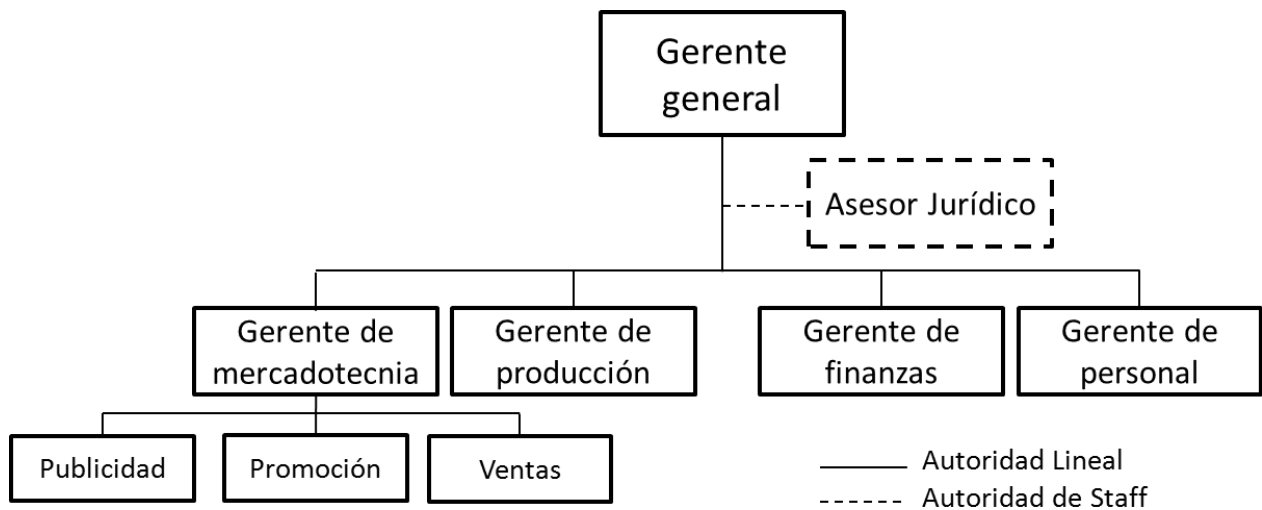 Gerente
general
Asesor Jurídico
Gerente de
mercadotecnia
Gerente de
producción
Gerente de
finanzas
Gerente de
personal
Publicidad
Promoción
Ventas
Autoridad Lineal
Autoridad de Staff